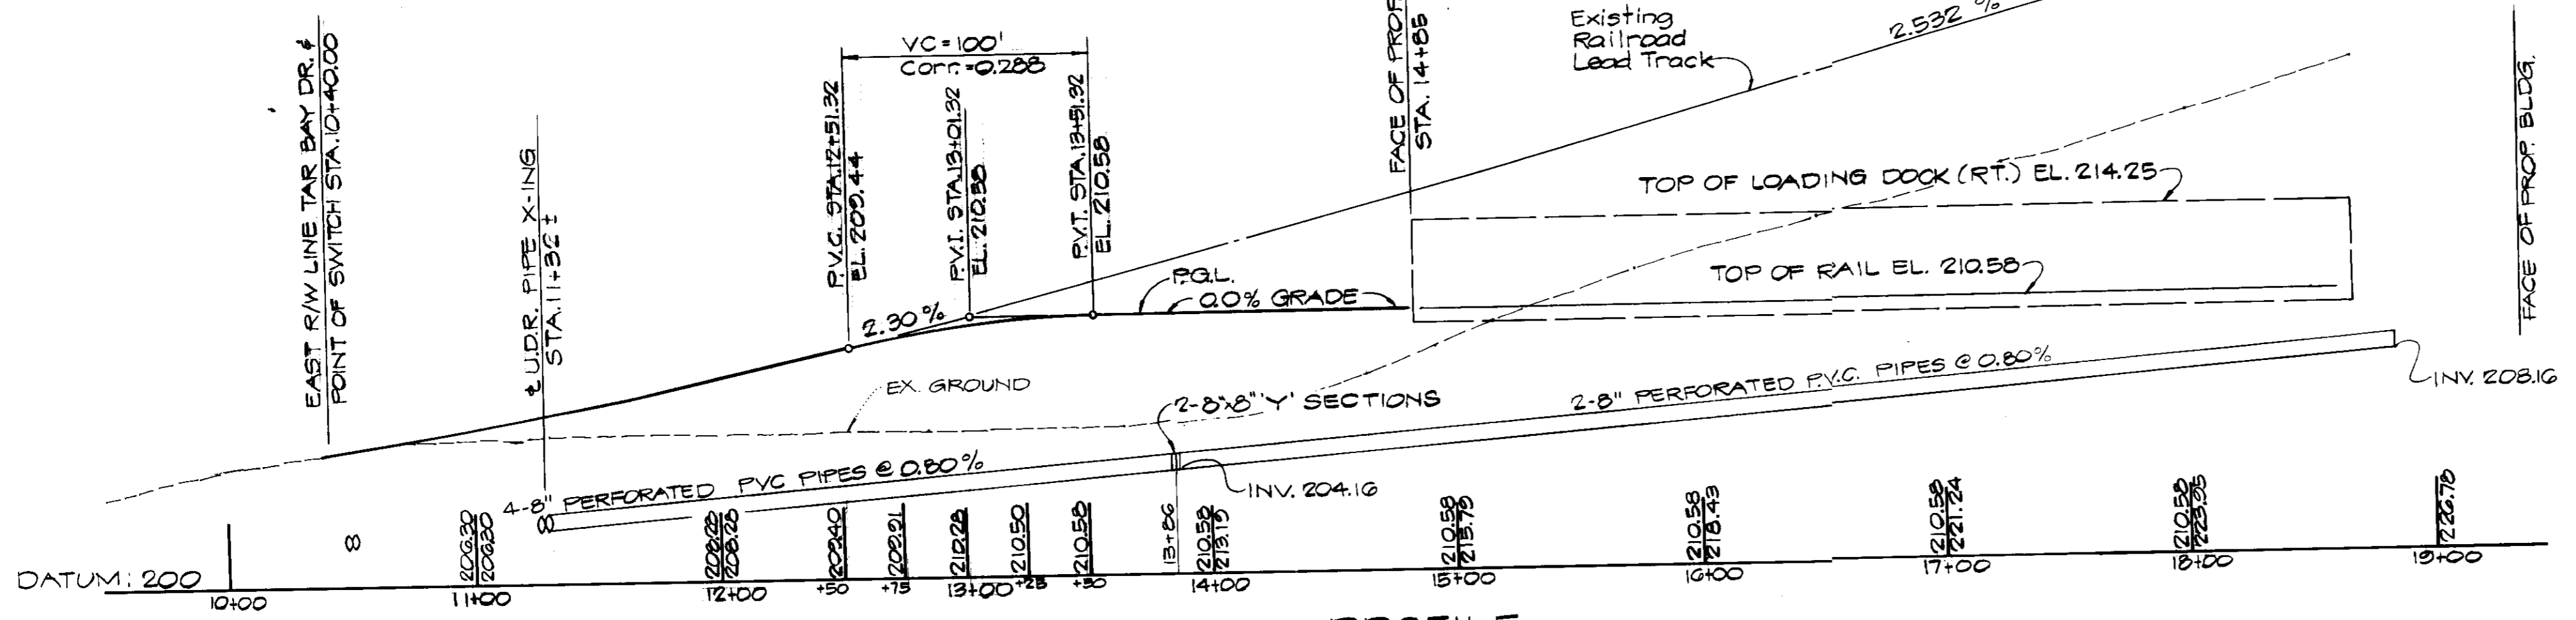 EAST R/W LINE TAR BAY DR. &
POINT OF SWITCH STA. 10+40.00
℄ U.D.R. PIPE X-ING
STA. 11+32 ±
VC = 100'
Corr. = 0.288
P.V.C. STA. 12+51.32
EL. 209.44
P.V.I. STA. 13+01.32
EL. 210.58
P.V.T. STA. 13+51.32
EL. 210.58
FACE OF PROP
STA. 14+85
Existing
Railroad
Lead Track
2.532 %
TOP OF LOADING DOCK (RT.) EL. 214.25
TOP OF RAIL EL. 210.58
FACE OF PROP. BLDG.
2.30 %
P.G.L.
0.0% GRADE
EX. GROUND
2-8"x8" 'Y' SECTIONS
2-8" PERFORATED P.V.C. PIPES @ 0.80%
INV. 208.16
4-8" PERFORATED PVC PIPES @ 0.80%
INV. 204.16
206.30
206.30
208.28
208.28
209.40
209.91
210.28
210.50
210.58
13+86
210.58
213.19
210.58
210.58
218.43
210.58
221.24
210.58
223.95
226.78
DATUM: 200
10+00
11+00
12+00
+50
+75
13+00
+25
+50
14+00
15+00
16+00
17+00
18+00
19+00